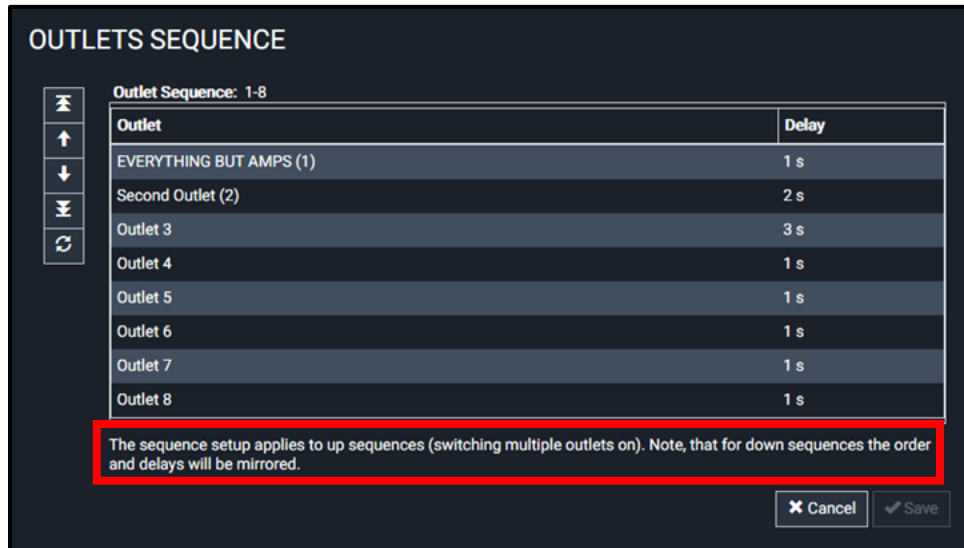 OUTLETS SEQUENCE
Outlet Sequence: 1-8
Outlet Delay
EVERYTHING BUT AMPS (1) 1 s
Second Outlet (2) 2 s
Outlet 3 3 s
Outlet 4 1 s
Outlet 5 1 s
Outlet 6 1 s
Outlet 7 1 s
Outlet 8 1 s
The sequence setup applies to up sequences (switching multiple outlets on). Note, that for down sequences the order
and delays will be mirrored.
Cancel Save